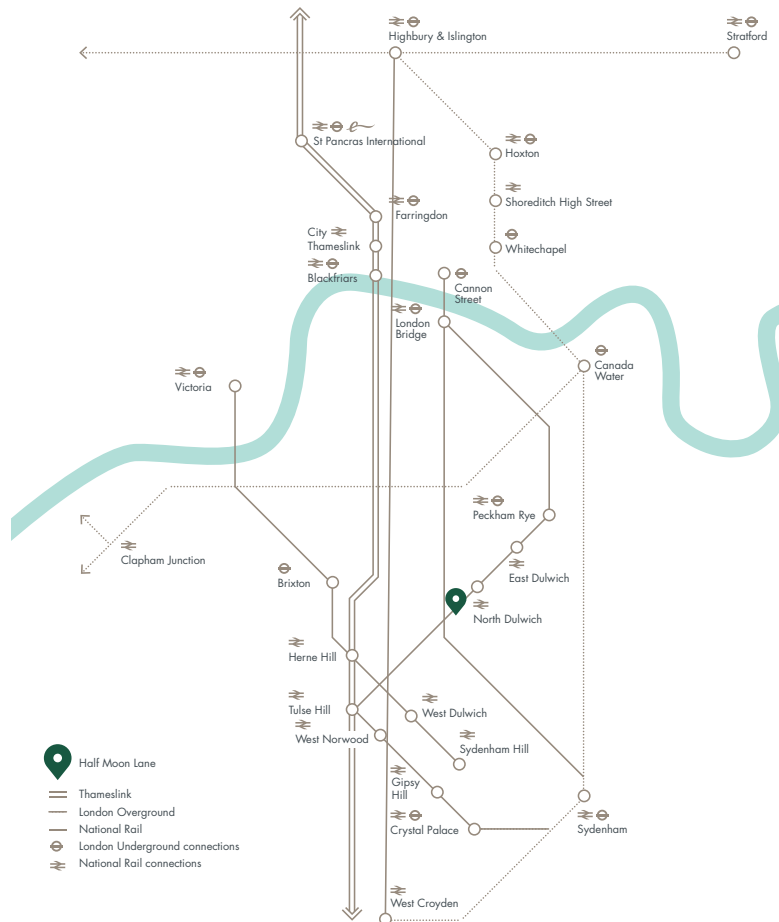 Highbury & Islington
Stratford
St Pancras International
Hoxton
Shoreditch High Street
Farringdon
City
Thameslink
Whitechapel
Blackfriars
Cannon
Street
London
Bridge
Canada
Water
Victoria
Peckham Rye
Clapham Junction
East Dulwich
Brixton
North Dulwich
Herne Hill
Tulse Hill
West Dulwich
West Norwood
Sydenham Hill
Gipsy
Hill
Crystal Palace
Sydenham
West Croyden
Half Moon Lane
Thameslink
London Overground
National Rail
London Underground connections
National Rail connections